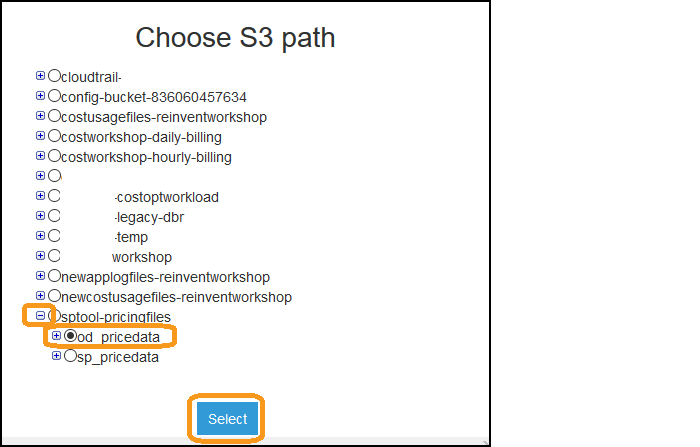 Choose S3 path
cloudtrail-
config-bucket-836060457634
costusagefiles-reinventworkshop
costworkshop-daily-billing
costworkshop-hourly-billing
-costoptworkload
-legacy-dbr
-temp
workshop
newapplogfiles-reinventworkshop
newcostusagefiles-reinventworkshop
sptool-pricingfiles
od_pricedata
sp_pricedata
Select